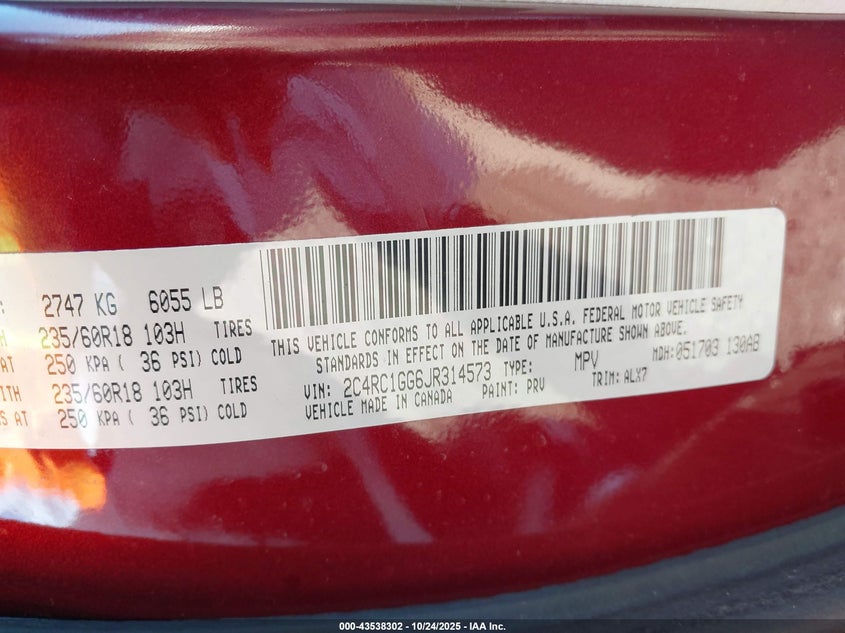 : 2747 KG 6055 LB
H 235/60R18 103H TIRES
AT 250 KPA ( 36 PSI) COLD
ITH 235/60R18 103H TIRES
S AT 250 KPA ( 36 PSI) COLD
THIS VEHICLE CONFORMS TO ALL APPLICABLE U.S.A. FEDERAL MOTOR VEHICLE SAFETY
STANDARDS IN EFFECT ON THE DATE OF MANUFACTURE SHOWN ABOVE.
VIN: 2C4RC1GG6JR314573 TYPE: MPV MDH: 051703 130AB
VEHICLE MADE IN CANADA PAINT: PRV TRIM: ALX7
000-43538302 - 10/24/2025 - IAA Inc.